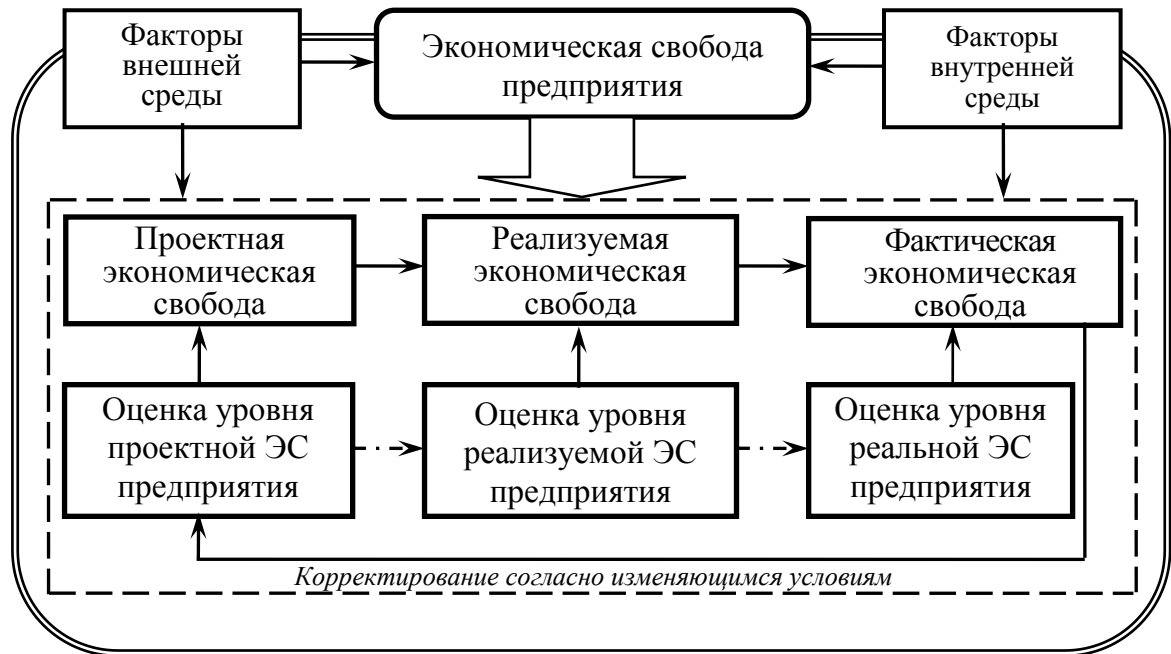 Факторы
внешней
среды
Экономическая свобода
предприятия
Факторы
внутренней
среды
Проектная
экономическая
свобода
Реализуемая
экономическая
свобода
Фактическая
экономическая
свобода
Оценка уровня
проектной ЭС
предприятия
Оценка уровня
реализуемой ЭС
предприятия
Оценка уровня
реальной ЭС
предприятия
Корректирование согласно изменяющимся условиям